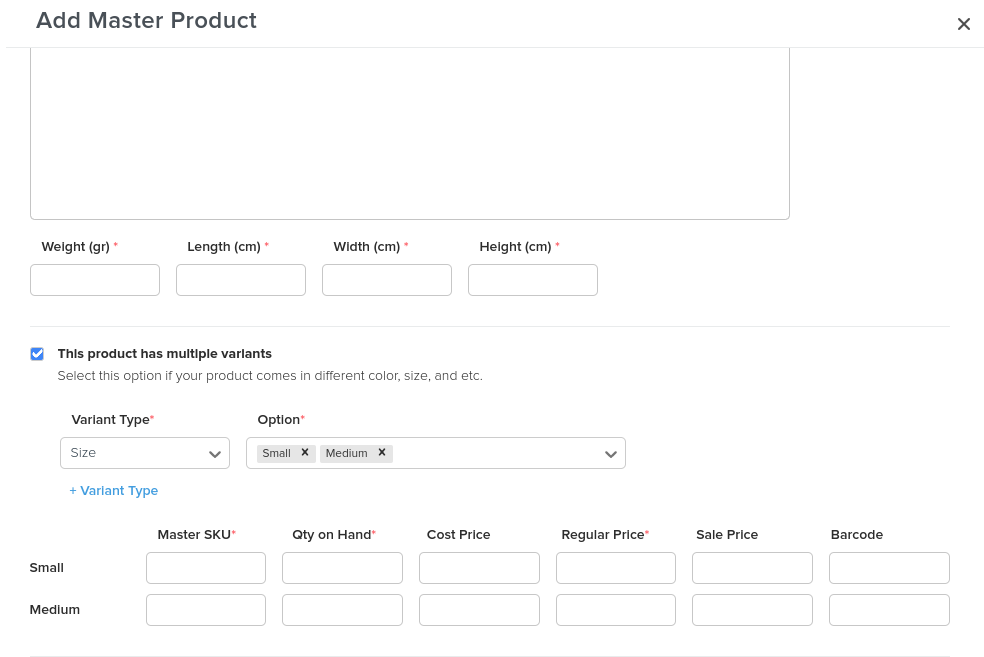 Add Master Product
Weight (gr) * Length (cm) * Width (cm) * Height (cm) *
This product has multiple variants
Select this option if your product comes in different color, size, and etc.
Variant Type* Option*
Size Small × Medium ×
+ Variant Type
Master SKU* Qty on Hand* Cost Price Regular Price* Sale Price Barcode
Small
Medium